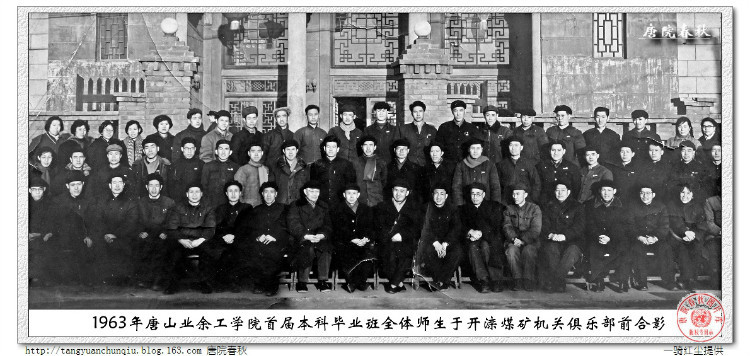 唐院春秋
1963年唐山业余工学院首届本科毕业班全体师生于开滦煤矿机关俱乐部前合影
http://tangyuanchunqiu.blog.163.com 唐院春秋
一骑红尘提供